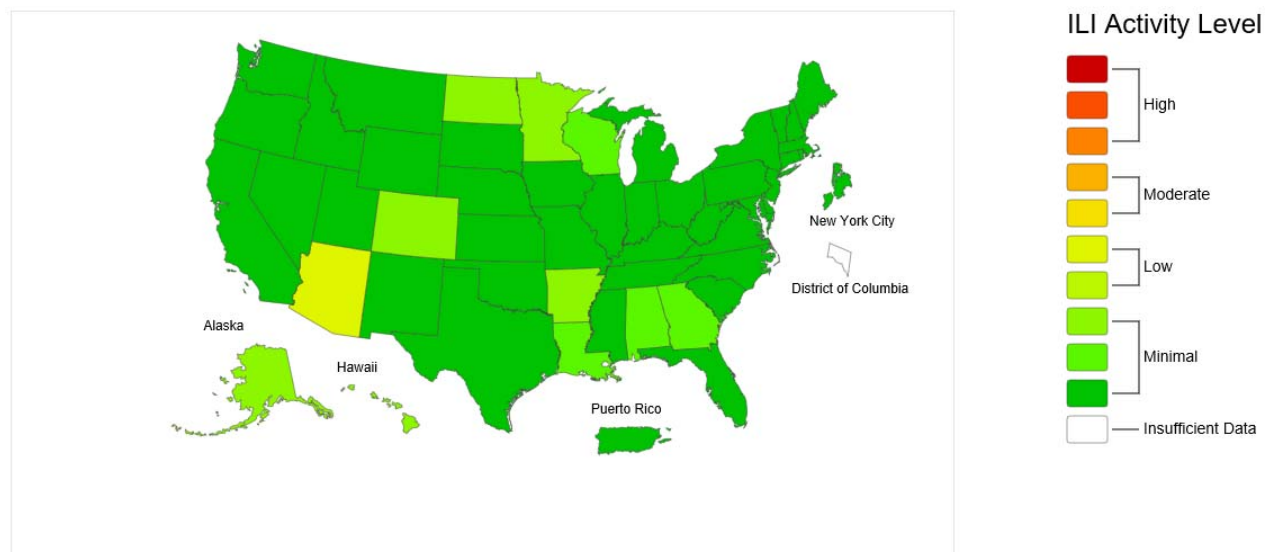 ILI Activity Level
High
Moderate
New York City
Low
District of Columbia
Alaska
Minimal
Hawaii
Puerto Rico
Insufficient Data